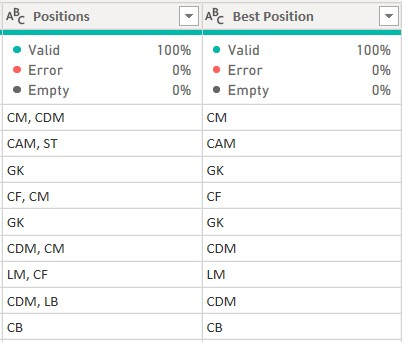 ABC Positions ABC Best Position
Valid 100% Valid 100%
Error 0% Error 0%
Empty 0% Empty 0%
CM, CDM CM
CAM, ST CAM
GK GK
CF, CM CF
GK GK
CDM, CM CDM
LM, CF LM
CDM, LB CDM
CB CB